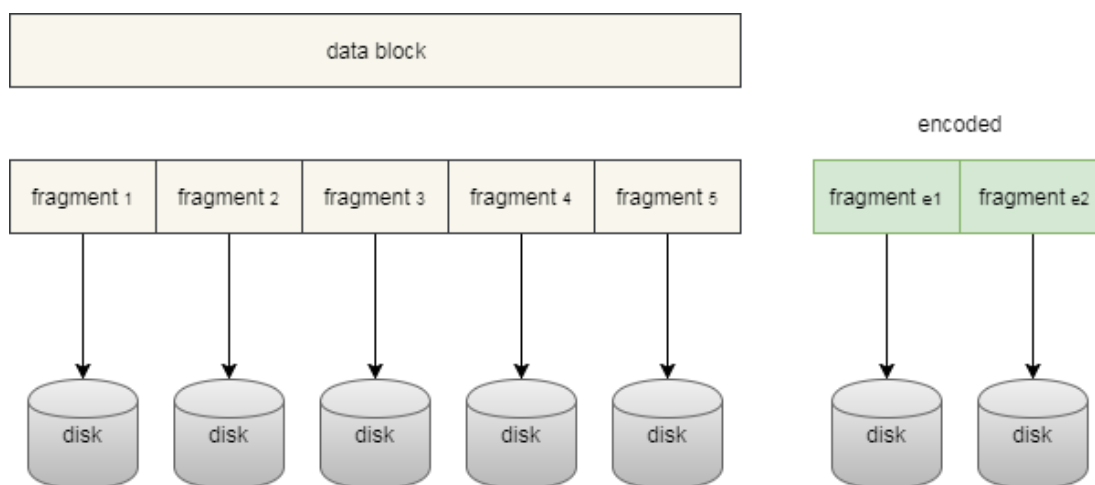 data block
encoded
fragment 1 fragment 2 fragment 3 fragment 4 fragment 5 fragment e1 fragment e2
disk disk disk disk disk disk disk